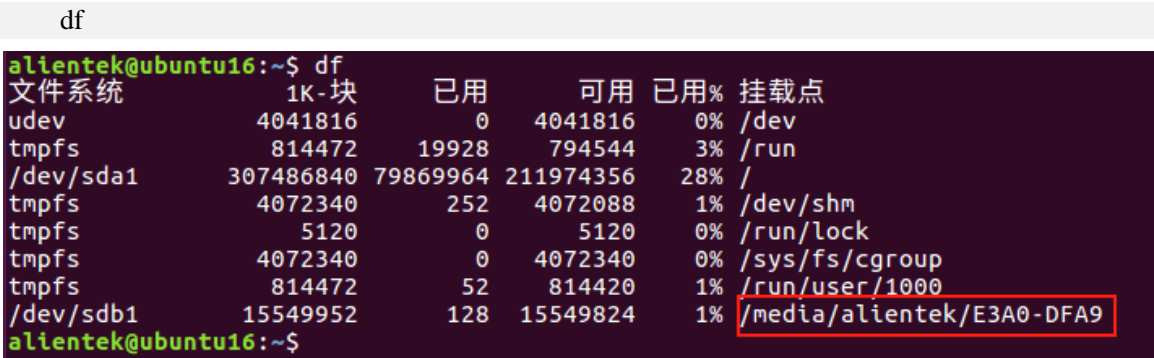 df
alientek@ubuntu16:~$ df
文件系统 1K-块 已用 可用 已用% 挂载点
udev 4041816 0 4041816 0% /dev
tmpfs 814472 19928 794544 3% /run
/dev/sda1 307486840 79869964 211974356 28% /
tmpfs 4072340 252 4072088 1% /dev/shm
tmpfs 5120 0 5120 0% /run/lock
tmpfs 4072340 0 4072340 0% /sys/fs/cgroup
tmpfs 814472 52 814420 1% /run/user/1000
/dev/sdb1 15549952 128 15549824 1% /media/alientek/E3A0-DFA9
alientek@ubuntu16:~$